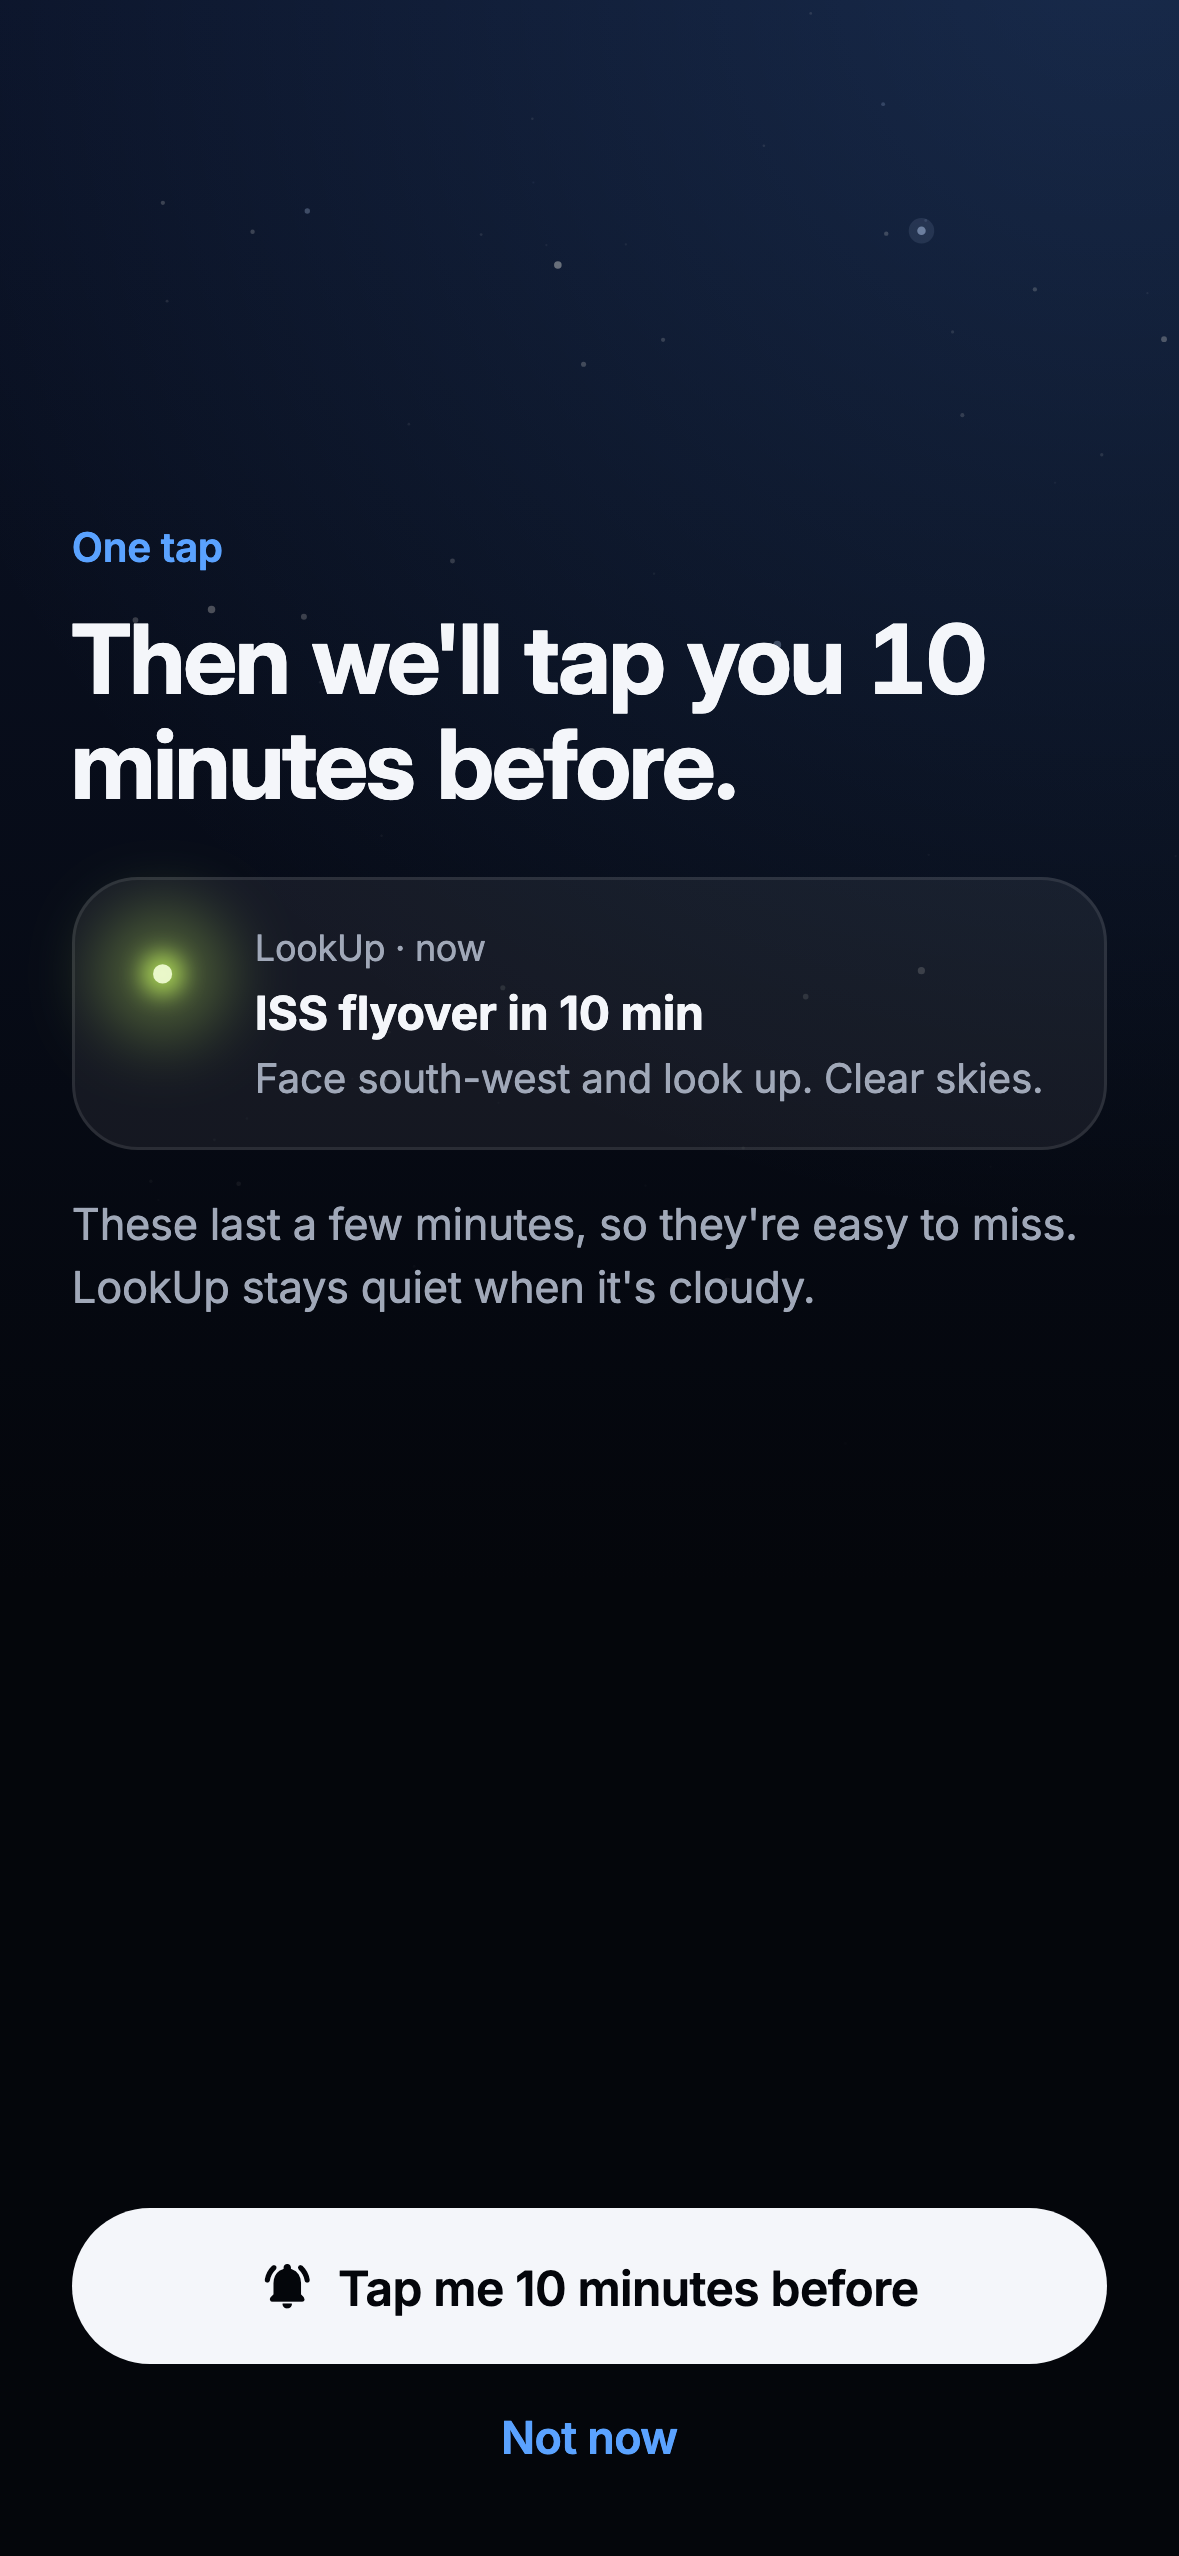 One tap
Then we'll tap you 10
minutes before.
LookUp · now
ISS flyover in 10 min
Face south-west and look up. Clear skies.
These last a few minutes, so they're easy to miss.
LookUp stays quiet when it's cloudy.
Tap me 10 minutes before
Not now